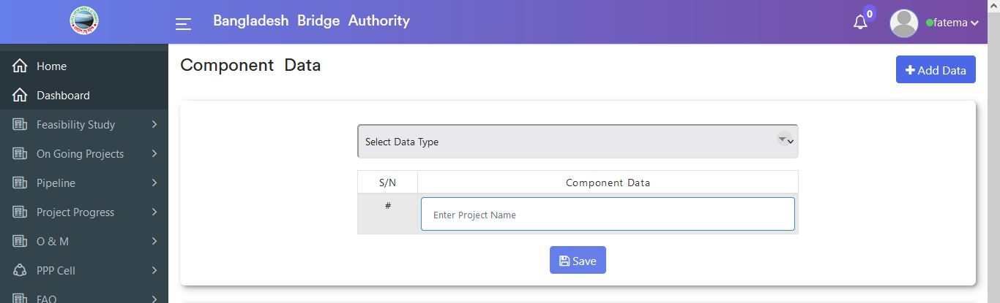 Bangladesh Bridge Authority
0
fatema
Home
Dashboard
Feasibility Study
On Going Projects
Pipeline
Project Progress
O & M
PPP Cell
FAQ
Component Data
Add Data
Select Data Type
S/N Component Data
# Enter Project Name
Save